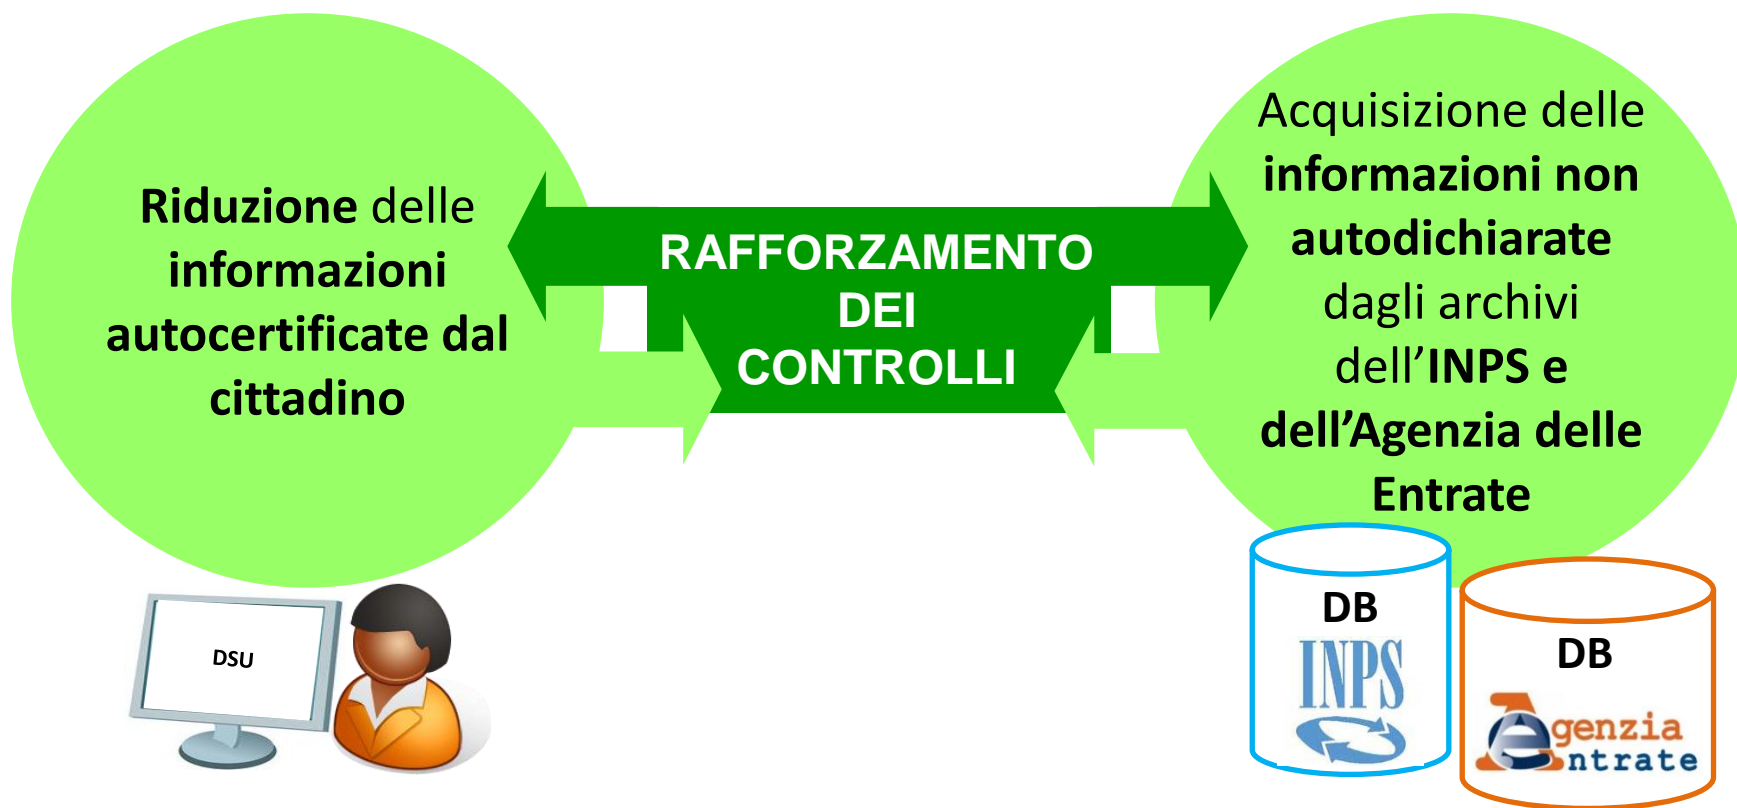 Riduzione delle
informazioni
autocertificate dal
cittadino
RAFFORZAMENTO
DEI
CONTROLLI
Acquisizione delle
informazioni non
autodichiarate
dagli archivi
dell’INPS e
dell’Agenzia delle
Entrate
DSU
DB
INPS
DB
Agenzia
Entrate